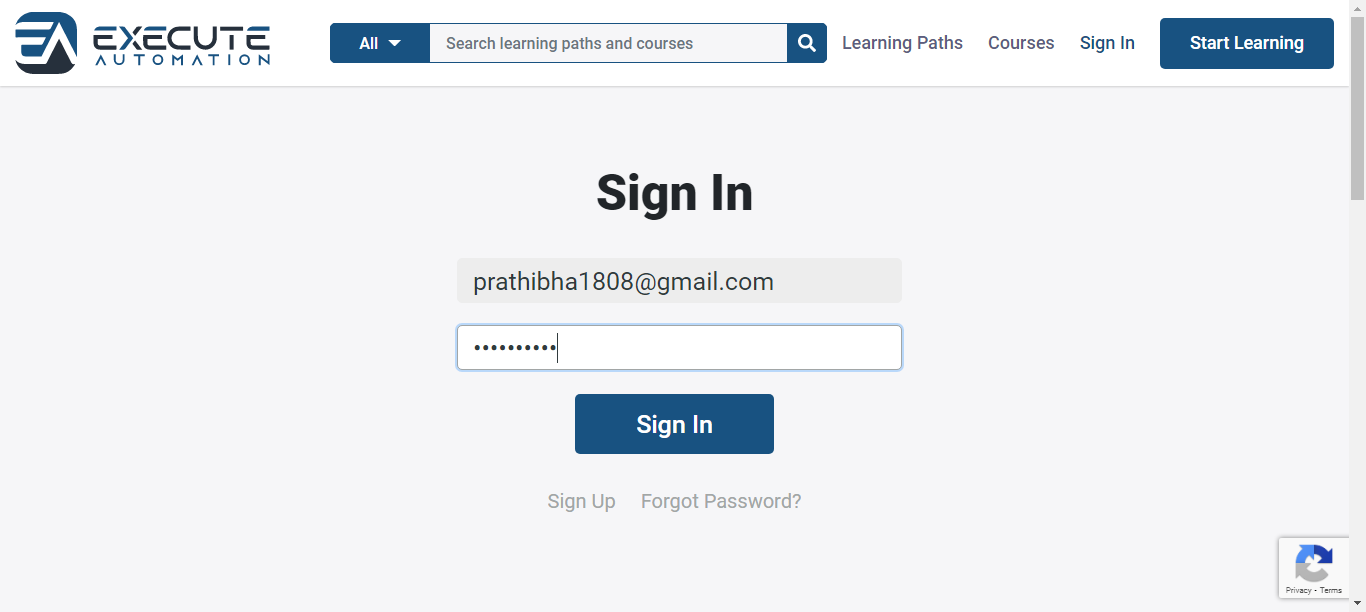 EXECUTE
AUTOMATION
All
Search learning paths and courses
Learning Paths
Courses
Sign In
Start Learning
Sign In
prathibha1808@gmail.com
••••••••••
Sign In
Sign Up
Forgot Password?
Privacy - Terms